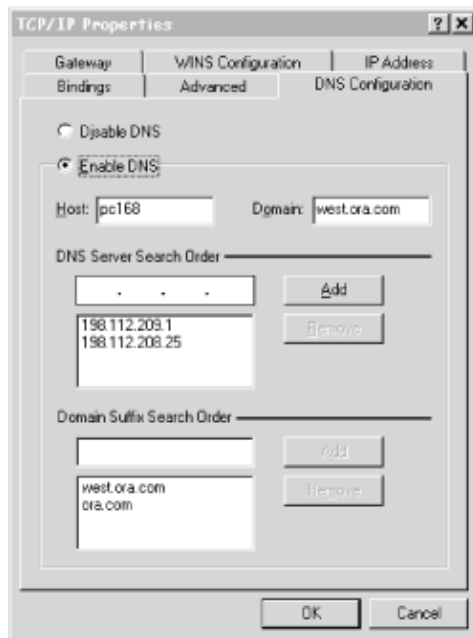 TCP/IP Properties ? ×
Gateway WINS Configuration IP Address
Bindings Advanced DNS Configuration
Disable DNS
Enable DNS
Host: pc168 Domain: west.ora.com
DNS Server Search Order
. . . Add
198.112.209.1 Remove
198.112.208.25
Domain Suffix Search Order
Add
west.ora.com Remove
ora.com
OK Cancel